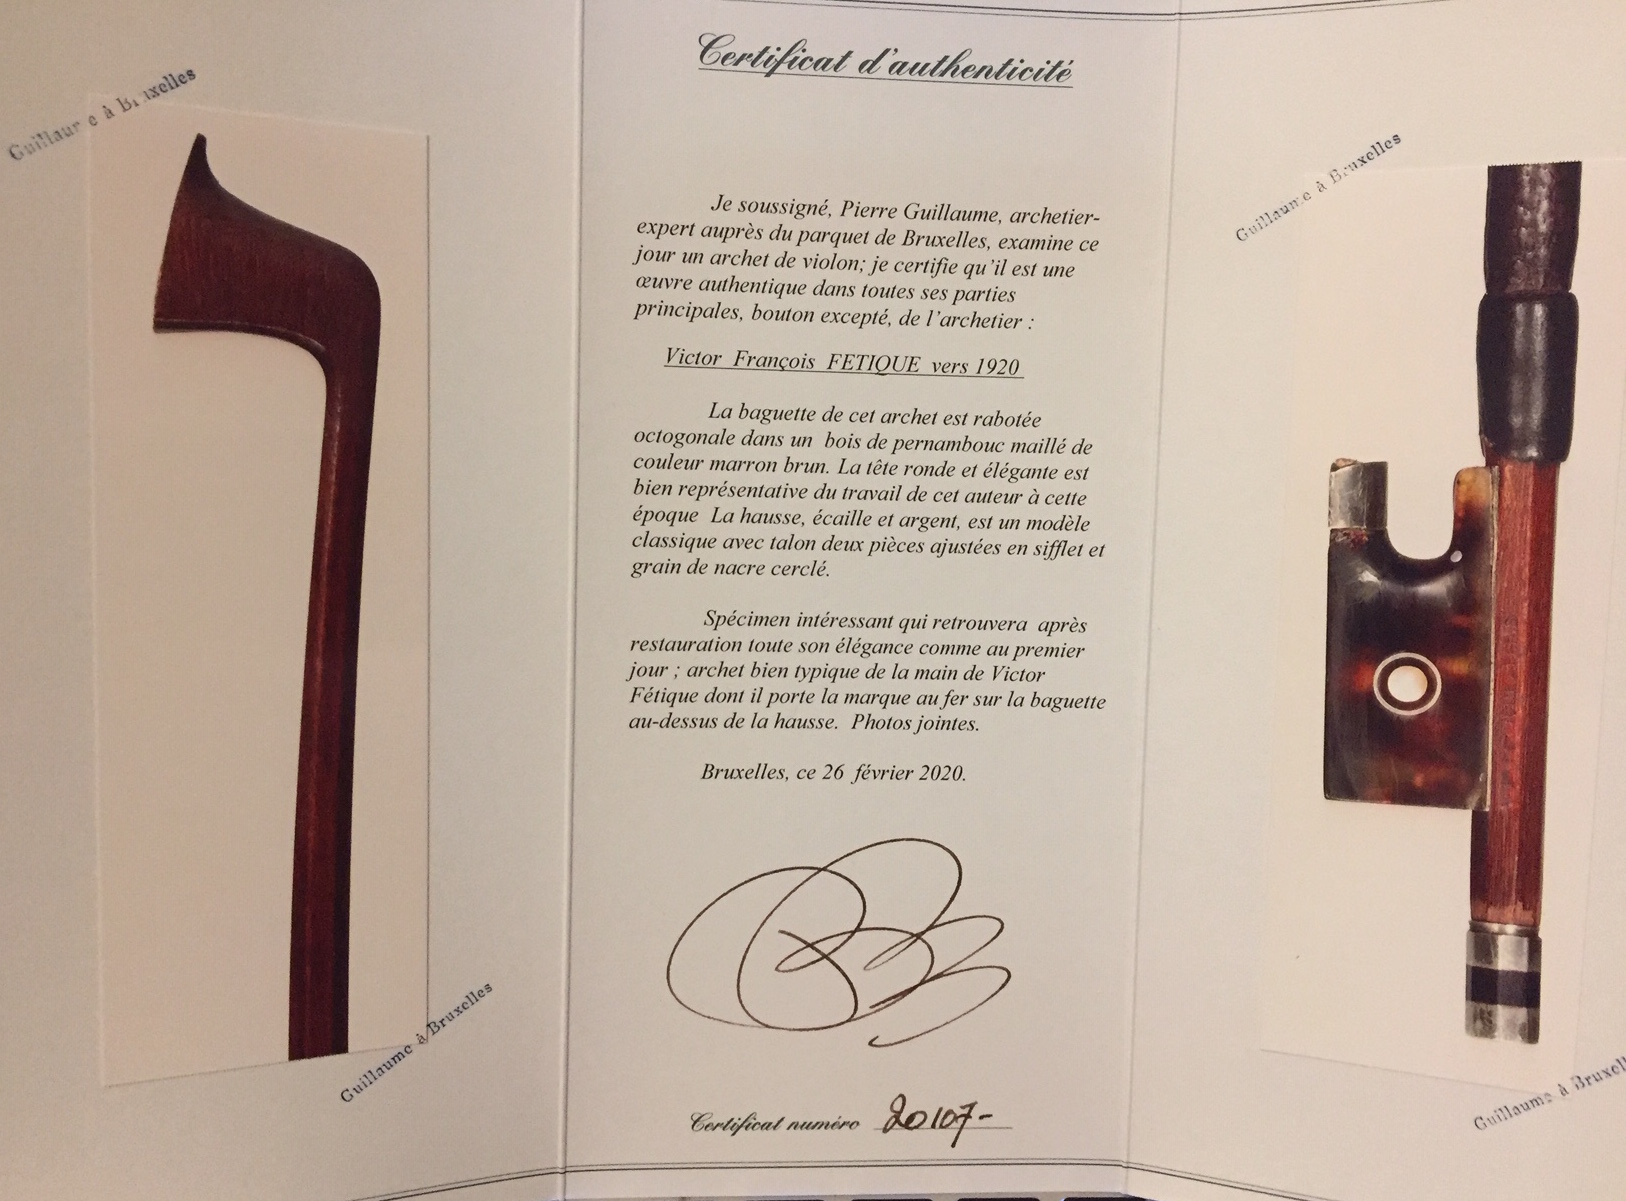 Certificat d'authenticité
Guillaume à Bruxelles
Guillaume à Bruxelles
Je soussigné, Pierre Guillaume, archetier-
expert auprès du parquet de Bruxelles, examine ce
jour un archet de violon; je certifie qu'il est une
œuvre authentique dans toutes ses parties
principales, bouton excepté, de l'archetier :
Victor François FETIQUE vers 1920
La baguette de cet archet est rabotée
octogonale dans un bois de pernambouc maillé de
couleur marron brun. La tête ronde et élégante est
bien représentative du travail de cet auteur à cette
époque La hausse, écaille et argent, est un modèle
classique avec talon deux pièces ajustées en sifflet et
grain de nacre cerclé.
Spécimen intéressant qui retrouvera après
restauration toute son élégance comme au premier
jour ; archet bien typique de la main de Victor
Fétique dont il porte la marque au fer sur la baguette
au-dessus de la hausse. Photos jointes.
Bruxelles, ce 26 février 2020.
Guillaume à Bruxelles
Guillaume à Bruxell
Certificat numéro 20107-